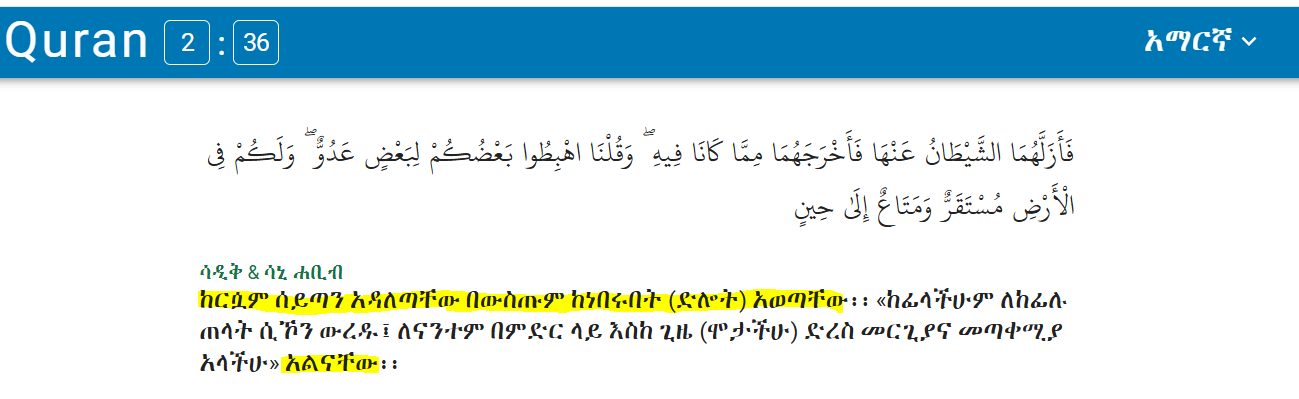 Quran 2 : 36 አማርኛ
فَأَزَلَّهُمَا الشَّيْطَانُ عَنْهَا فَأَخْرَجَهُمَا مِمَّا كَانَا فِيهِ ۖ وَقُلْنَا اهْبِطُوا بَعْضُكُمْ لِبَعْضٍ عَدُوٌّ ۖ وَلَكُمْ فِي
الْأَرْضِ مُسْتَقَرٌّ وَمَتَاعٌ إِلَىٰ حِينٍ
ሳዲቅ & ሳኒ ሐቢብ
ከርሷም ሰይጣን አዳለጣቸው በውስጡም ከነበሩበት (ድሎት) አወጣቸው፡፡ «ከፊላችሁም ለከፊሉ
ጠላት ሲኾን ውረዱ፤ ለናንተም በምድር ላይ እስከ ጊዜ (ሞታችሁ) ድረስ መርጊያና መጣቀሚያ
አላችሁ» አልናቸው፡፡